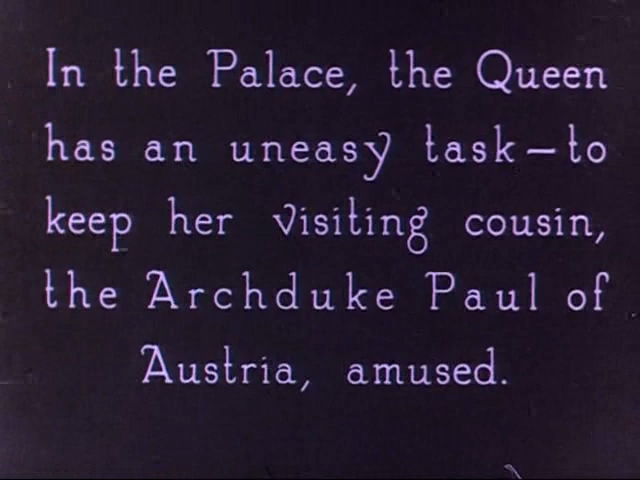 In the Palace, the Queen
has an uneasy task—to
keep her visiting cousin,
the Archduke Paul of
Austria, amused.